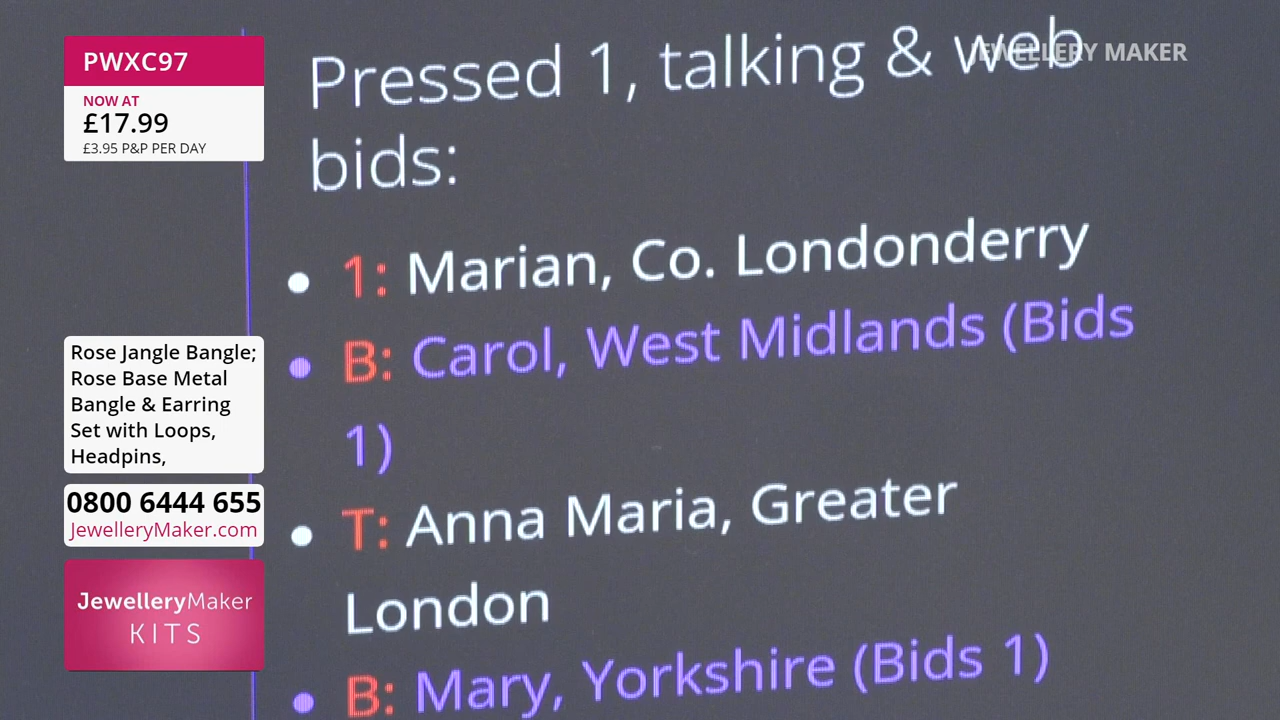 PWXC97
NOW AT
£17.99
£3.95 P&P PER DAY
Rose Jangle Bangle;
Rose Base Metal
Bangle & Earring
Set with Loops,
Headpins,
0800 6444 655
JewelleryMaker.com
JewelleryMaker
KITS
JEWELLERY MAKER
Pressed 1, talking & web
bids:
• 1: Marian, Co. Londonderry
• B: Carol, West Midlands (Bids
1)
• T: Anna Maria, Greater
London
• B: Mary, Yorkshire (Bids 1)